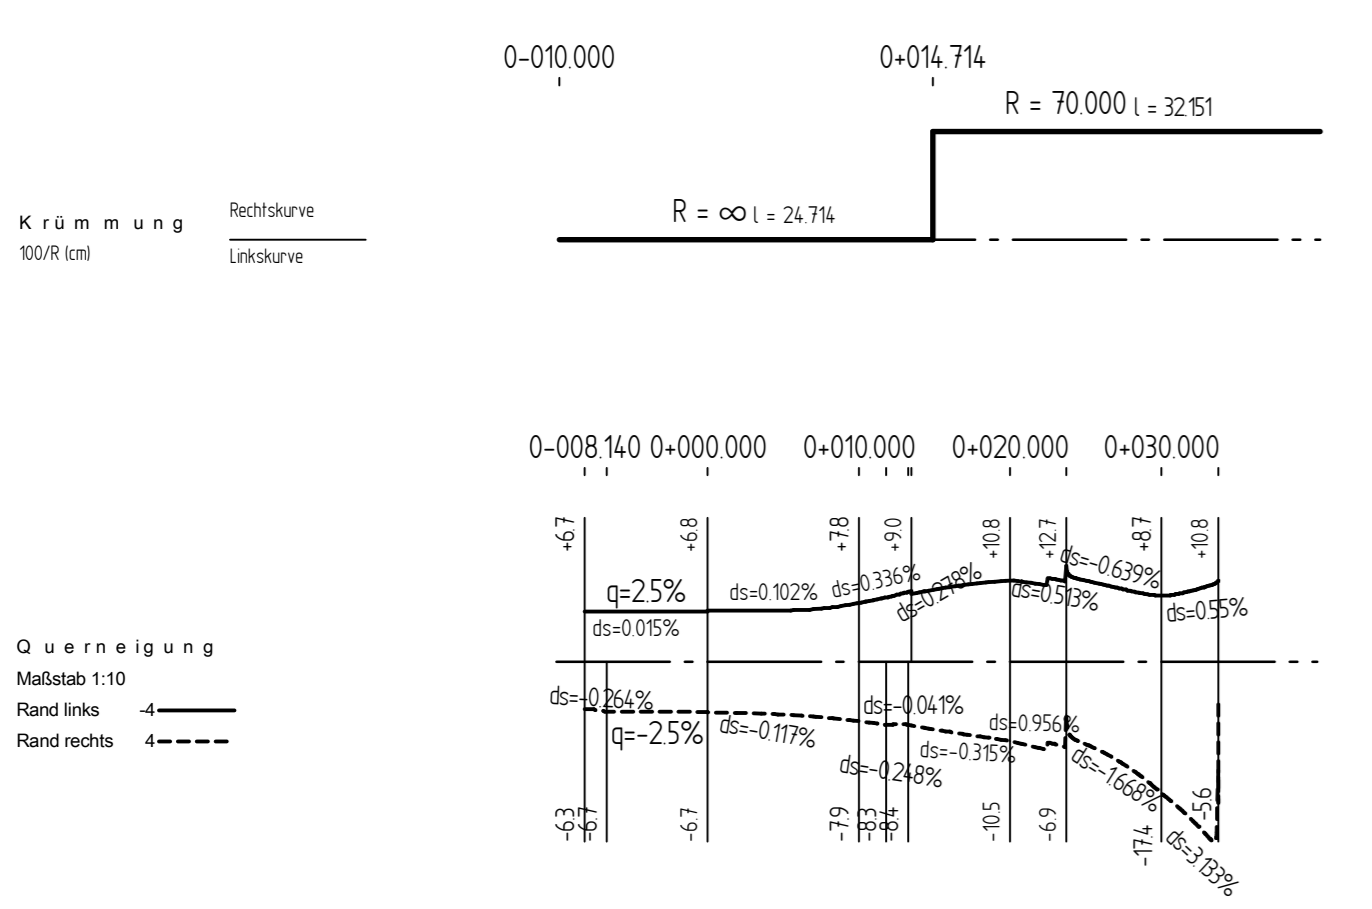 0-010.000 0+014.714
R = 70.000 l = 32.151
Rechtskurve
Krümmung
R = ∞ l = 24.714
100/R (cm)
Linkskurve
0-008.140 0+000.000 0+010.000 0+020.000 0+030.000
+6.7 +6.8 +7.8 +9.0 +10.8 +12.7 +8.7 +10.8
ds=-0.639%
q=2.5% ds=0.102% ds=0.336% ds=0.278% ds=0.513% ds=0.55%
ds=0.015%
Querneigung
Maßstab 1:10
Rand links -4
Rand rechts 4
ds=-0.264% ds=-0.041%
q=-2.5% ds=-0.117% ds=-0.315% ds=0.956%
ds=-0.248% ds=-1.668%
-6.3 -6.7 -6.7 -7.9 -8.3 -8.4 -10.5 -6.9 -17.4 -5.6
ds=3.133%